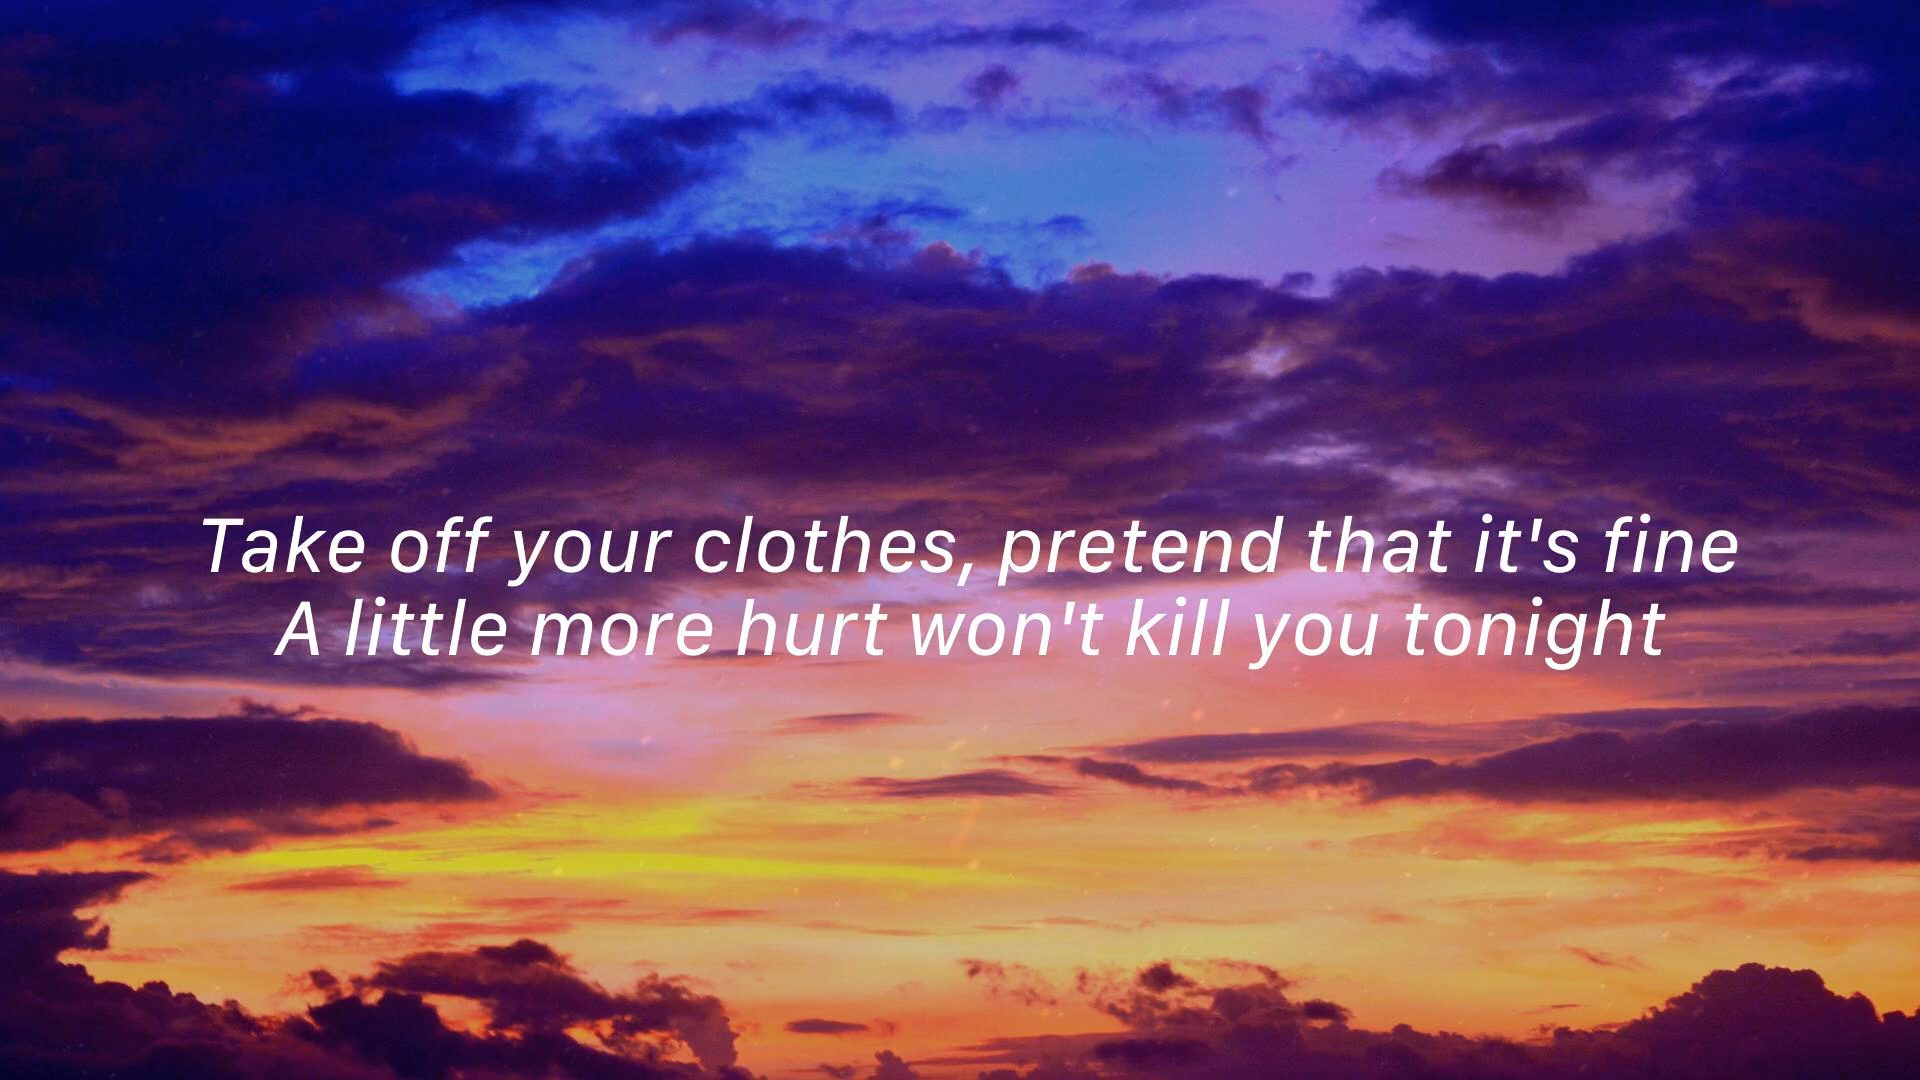 Take off your clothes, pretend that it's fine
A little more hurt won't kill you tonight